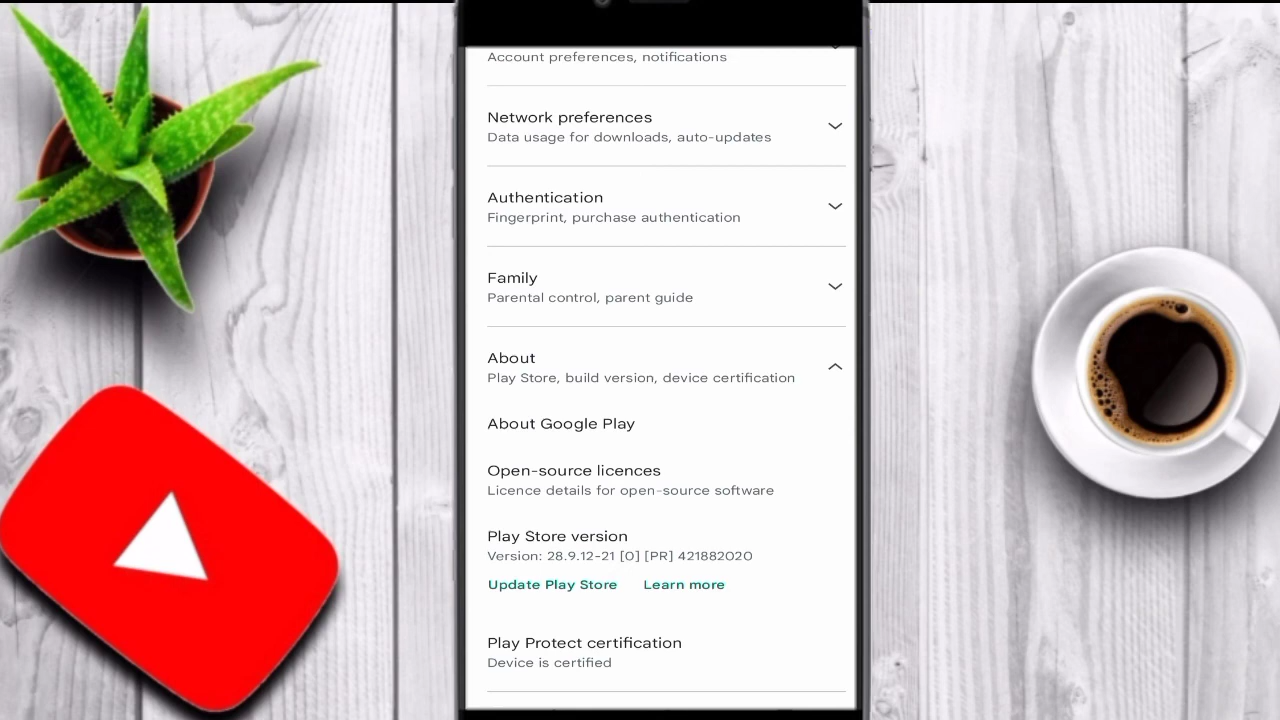 Account preferences, notifications
Network preferences
Data usage for downloads, auto-updates
Authentication
Fingerprint, purchase authentication
Family
Parental control, parent guide
About
Play Store, build version, device certification
About Google Play
Open-source licences
Licence details for open-source software
Play Store version
Version: 28.9.12-21 [0] [PR] 421882020
Update Play Store Learn more
Play Protect certification
Device is certified